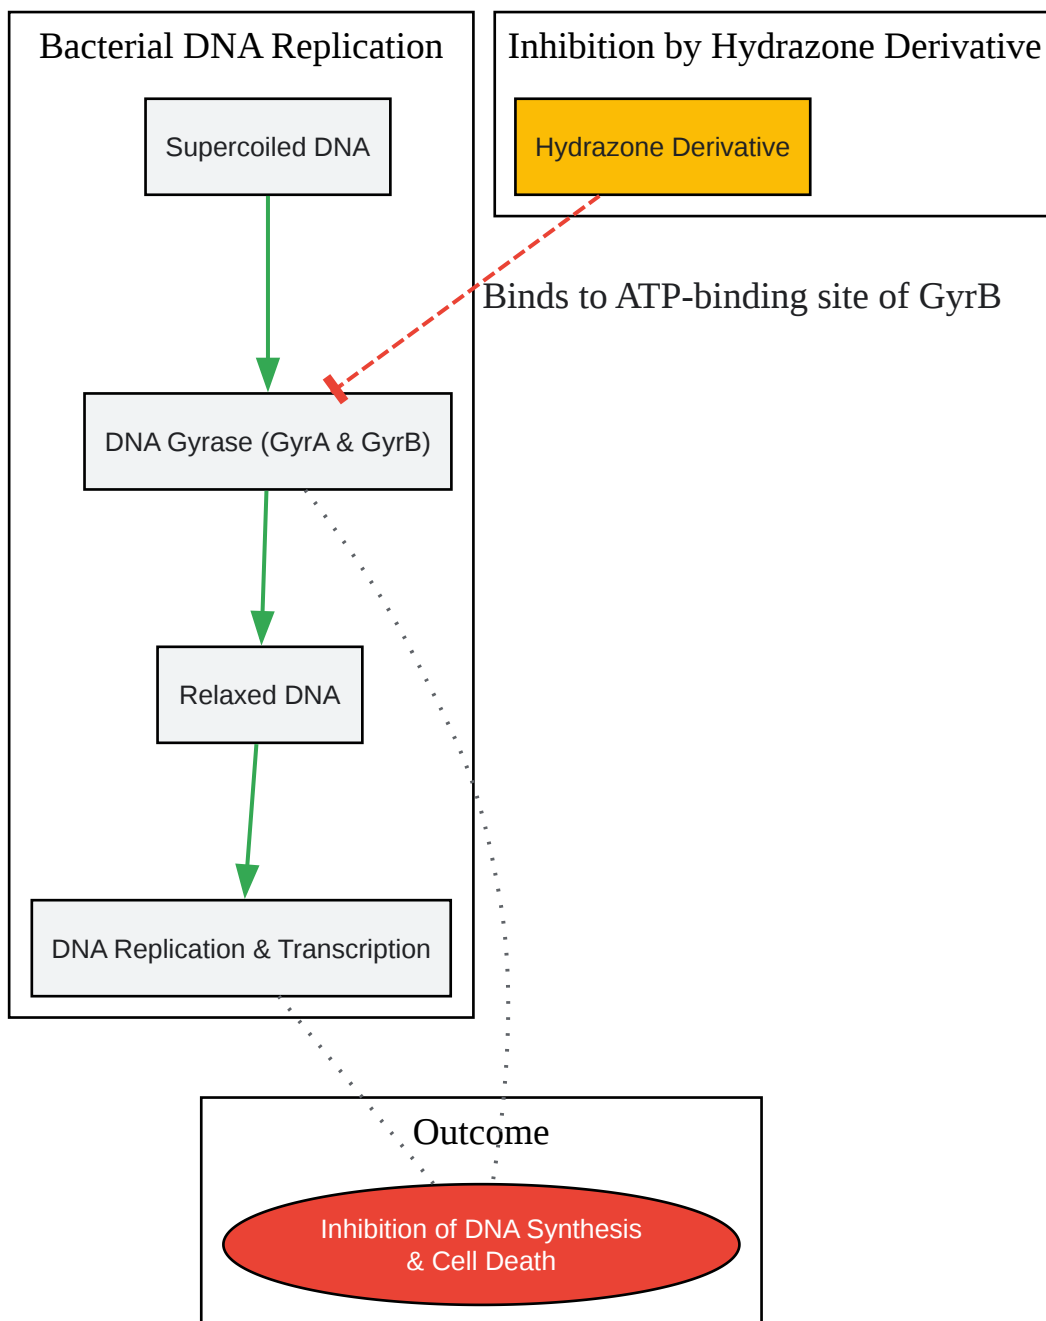 Bacterial DNA Replication
Supercoiled DNA
DNA Gyrase (GyrA & GyrB)
Relaxed DNA
DNA Replication & Transcription
Inhibition by Hydrazone Derivative
Hydrazone Derivative
Binds to ATP-binding site of GyrB
Outcome
Inhibition of DNA Synthesis
& Cell Death